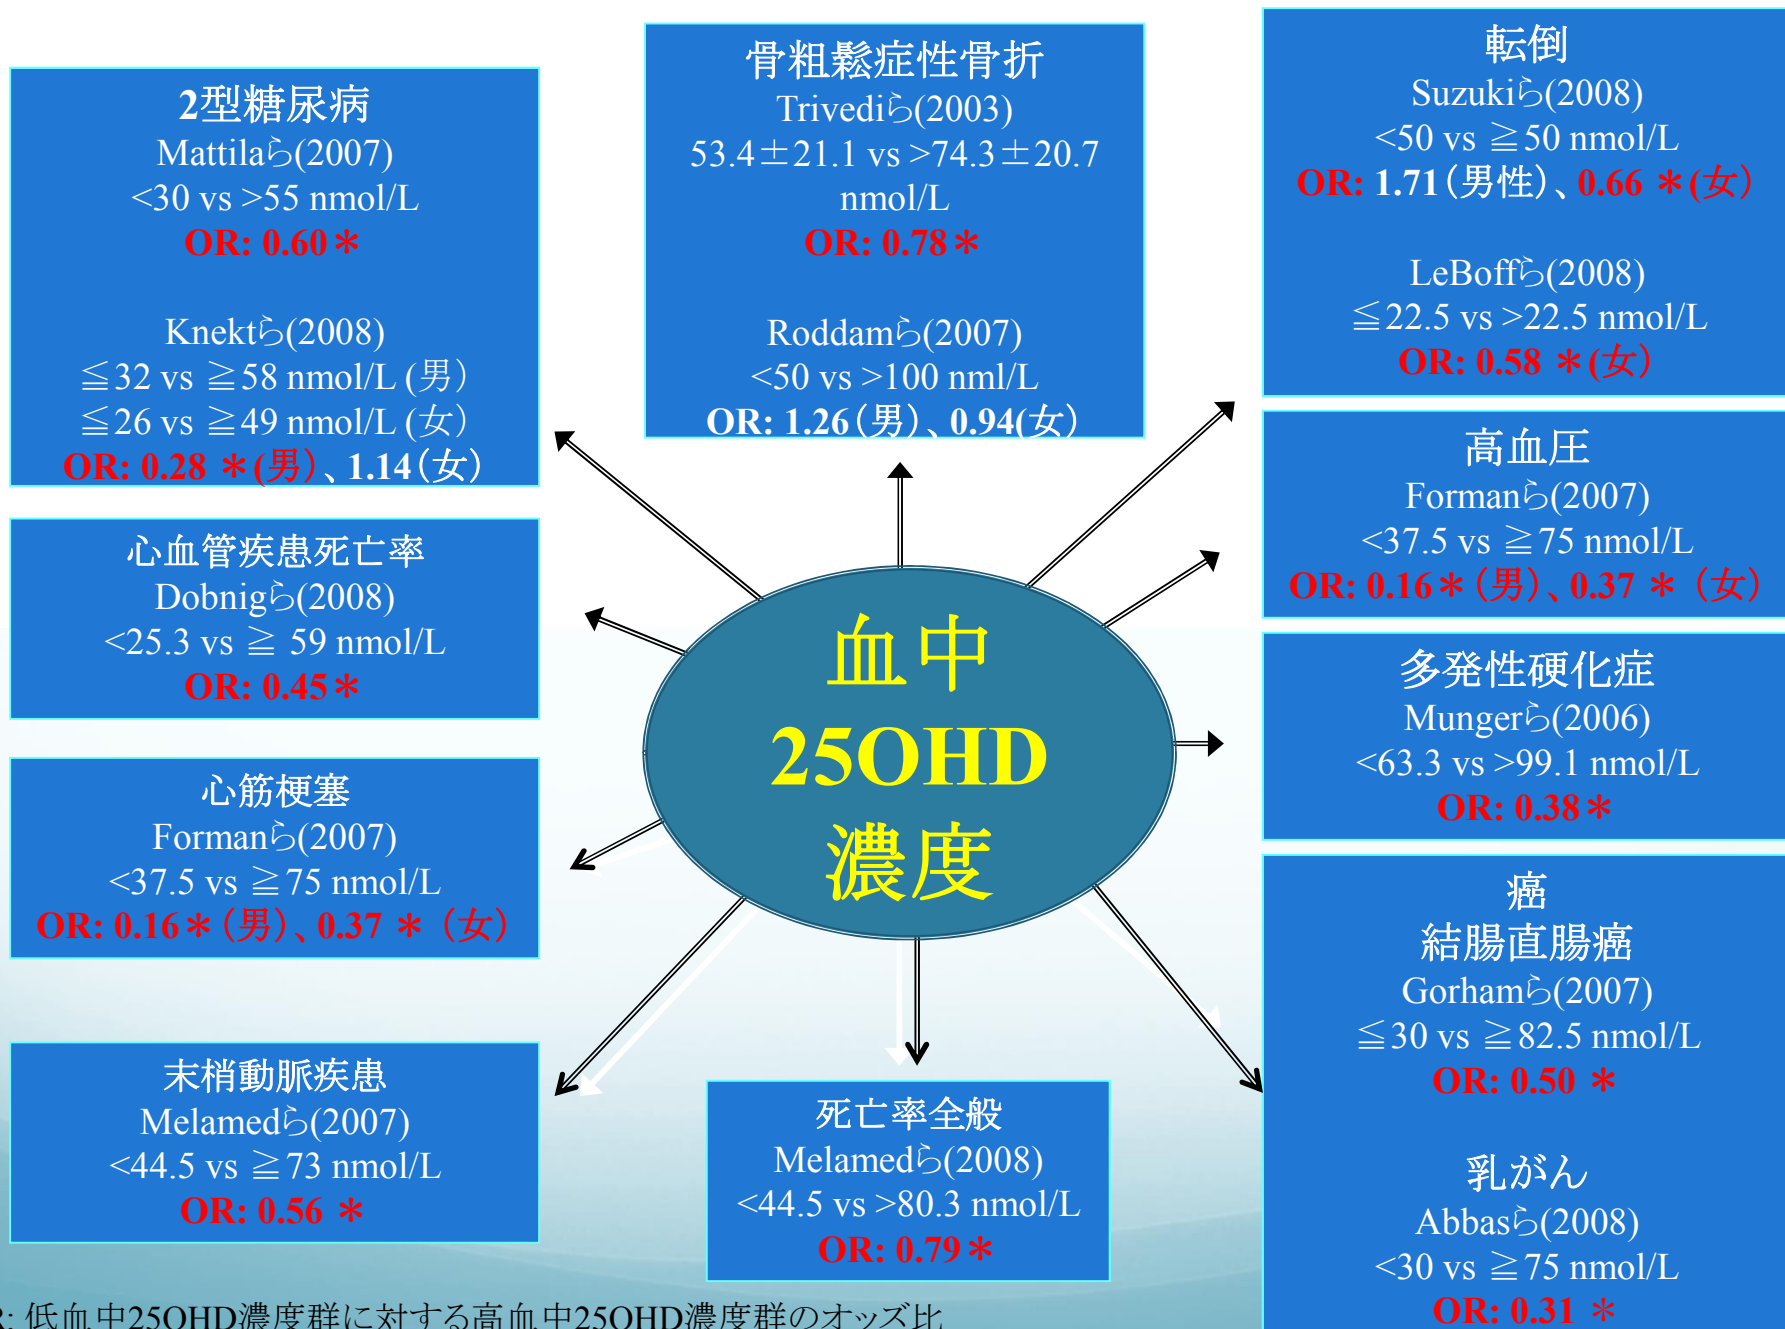 2型糖尿病
Mattilaら(2007)
<30 vs >55 nmol/L
OR: 0.60＊
Knektら(2008)
≦32 vs ≧58 nmol/L (男）
≦26 vs ≧49 nmol/L (女）
OR: 0.28 ＊(男）、1.14（女）
心血管疾患死亡率
Dobnigら(2008)
<25.3 vs ≧ 59 nmol/L
OR: 0.45＊
心筋梗塞
Formanら(2007)
<37.5 vs ≧75 nmol/L
OR: 0.16＊（男）、0.37 ＊（女）
末梢動脈疾患
Melamedら(2007)
<44.5 vs ≧73 nmol/L
OR: 0.56 ＊
骨粗鬆症性骨折
Trivediら(2003)
53.4±21.1 vs >74.3±20.7
nmol/L
OR: 0.78＊
Roddamら(2007)
<50 vs >100 nml/L
OR: 1.26（男）、0.94(女）
血中
25OHD
濃度
死亡率全般
Melamedら(2008)
<44.5 vs >80.3 nmol/L
OR: 0.79＊
転倒
Suzukiら(2008)
<50 vs ≧50 nmol/L
OR: 1.71（男性）、0.66 ＊(女）
LeBoffら(2008)
≦22.5 vs >22.5 nmol/L
OR: 0.58 ＊(女）
高血圧
Formanら(2007)
<37.5 vs ≧75 nmol/L
OR: 0.16＊（男）、0.37 ＊（女）
多発性硬化症
Mungerら(2006)
<63.3 vs >99.1 nmol/L
OR: 0.38＊
癌
結腸直腸癌
Gorhamら(2007)
≦30 vs ≧82.5 nmol/L
OR: 0.50 ＊
乳がん
Abbasら(2008)
<30 vs ≧75 nmol/L
OR: 0.31 ＊
R: 低血中25OHD濃度群に対する高血中25OHD濃度群のオッズ比